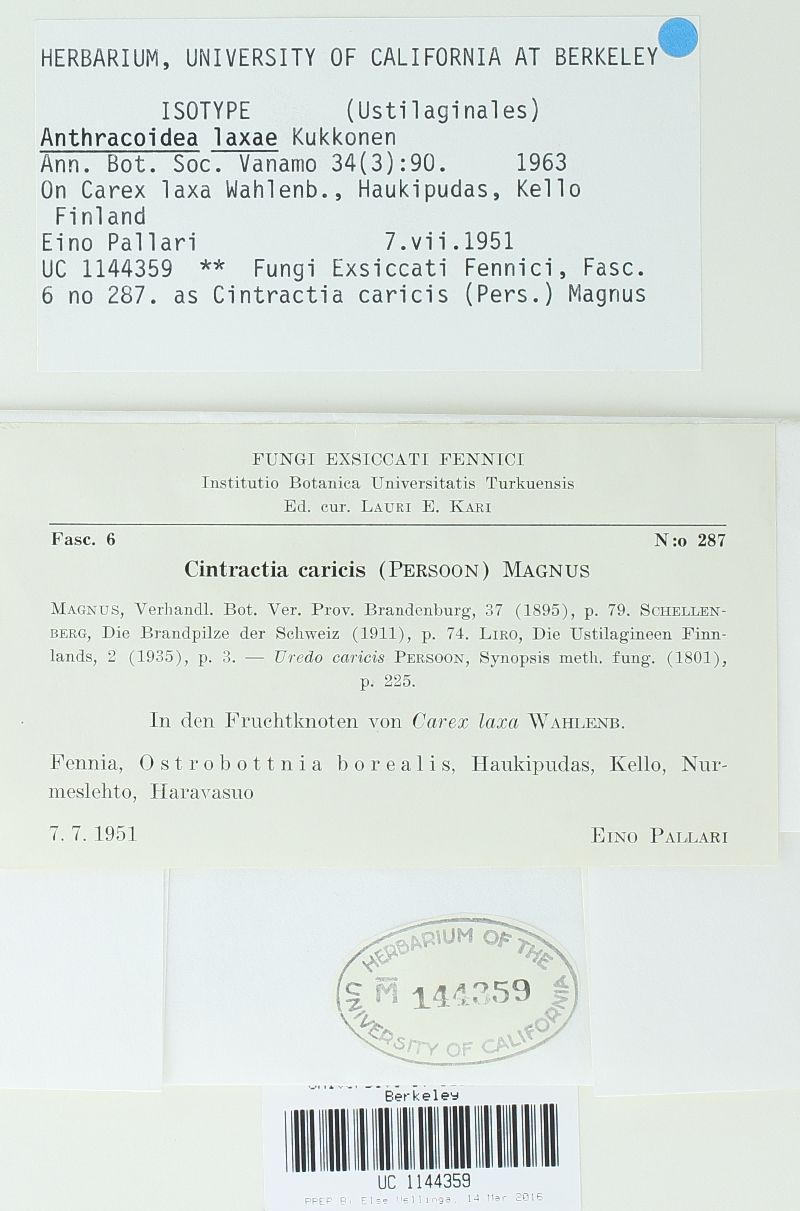 HERBARIUM, UNIVERSITY OF CALIFORNIA AT BERKELEY
ISOTYPE (Ustilaginales)
Anthracoidea laxae Kukkonen
Ann. Bot. Soc. Vanamo 34(3):90. 1963
On Carex laxa Wahlenb., Haukipudas, Kello
Finland
Eino Pallari 7.vii.1951
UC 1144359 ** Fungi Exsiccati Fennici, Fasc.
6 no 287. as Cintractia caricis (Pers.) Magnus
FUNGI EXSICCATI FENNICI
Institutio Botanica Universitatis Turkuensis
Ed. cur. LAURI E. KARI
Fasc. 6 N:o 287
Cintractia caricis (PERSOON) MAGNUS
MAGNUS, Verhandl. Bot. Ver. Prov. Brandenburg, 37 (1895), p. 79. SCHELLEN-
BERG, Die Brandpilze der Schweiz (1911), p. 74. LIRO, Die Ustilagineen Finn-
lands, 2 (1935), p. 3. — Uredo caricis PERSOON, Synopsis meth. fung. (1801),
p. 225.
In den Fruchtknoten von Carex laxa WAHLENB.
Fennia, Ostrobottnia borealis, Haukipudas, Kello, Nur-
meslehto, Haravasuo
7. 7. 1951 EINO PALLARI
HERBARIUM OF THE
M 144359
UNIVERSITY OF CALIFORNIA
Berkeley
UC 1144359
PREP B. Else Vellinga, 14 Mar 2016